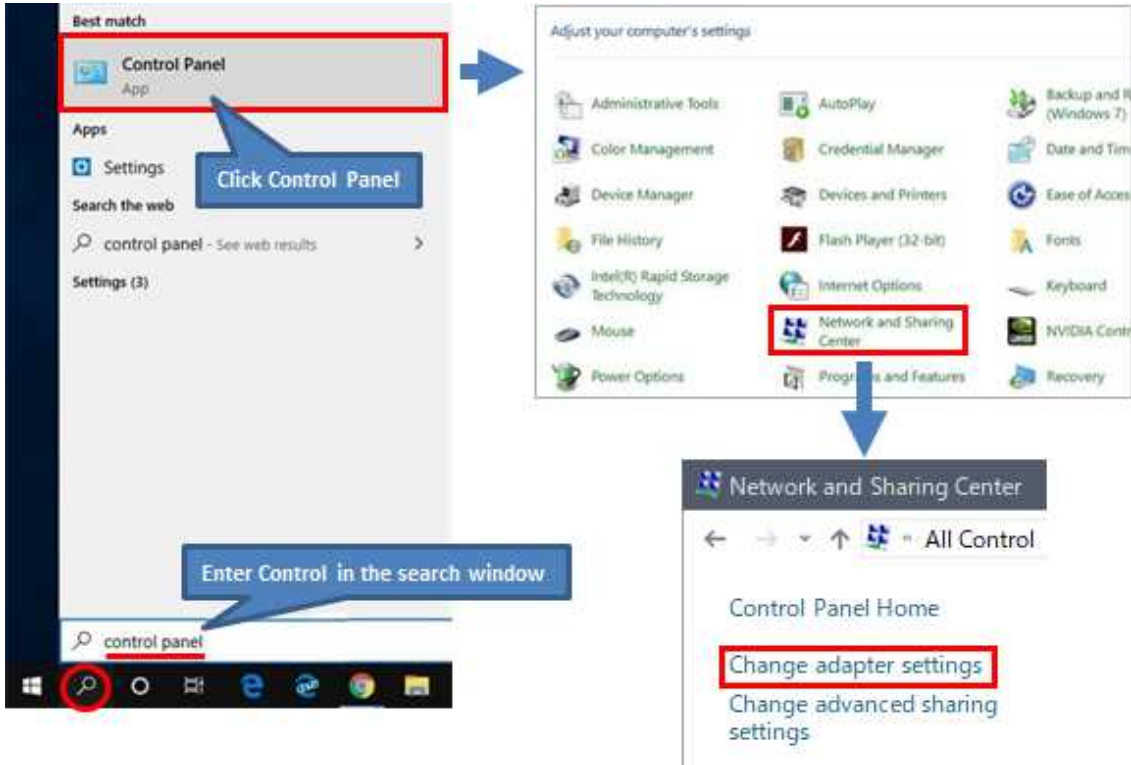 Best match
Control Panel
App
Apps
Settings
Click Control Panel
Search the web
control panel - See web results
Settings (3)
Enter Control in the search window
control panel
Adjust your computer's settings
Administrative Tools
AutoPlay
Backup and R
(Windows 7)
Color Management
Credential Manager
Date and Tim
Device Manager
Devices and Printers
Ease of Acces
File History
Flash Player (32-bit)
Fonts
Intel(R) Rapid Storage
Technology
Internet Options
Keyboard
Mouse
Network and Sharing
Center
NVIDIA Contr
Power Options
and Features
Recovery
Network and Sharing Center
All Control
Control Panel Home
Change adapter settings
Change advanced sharing
settings